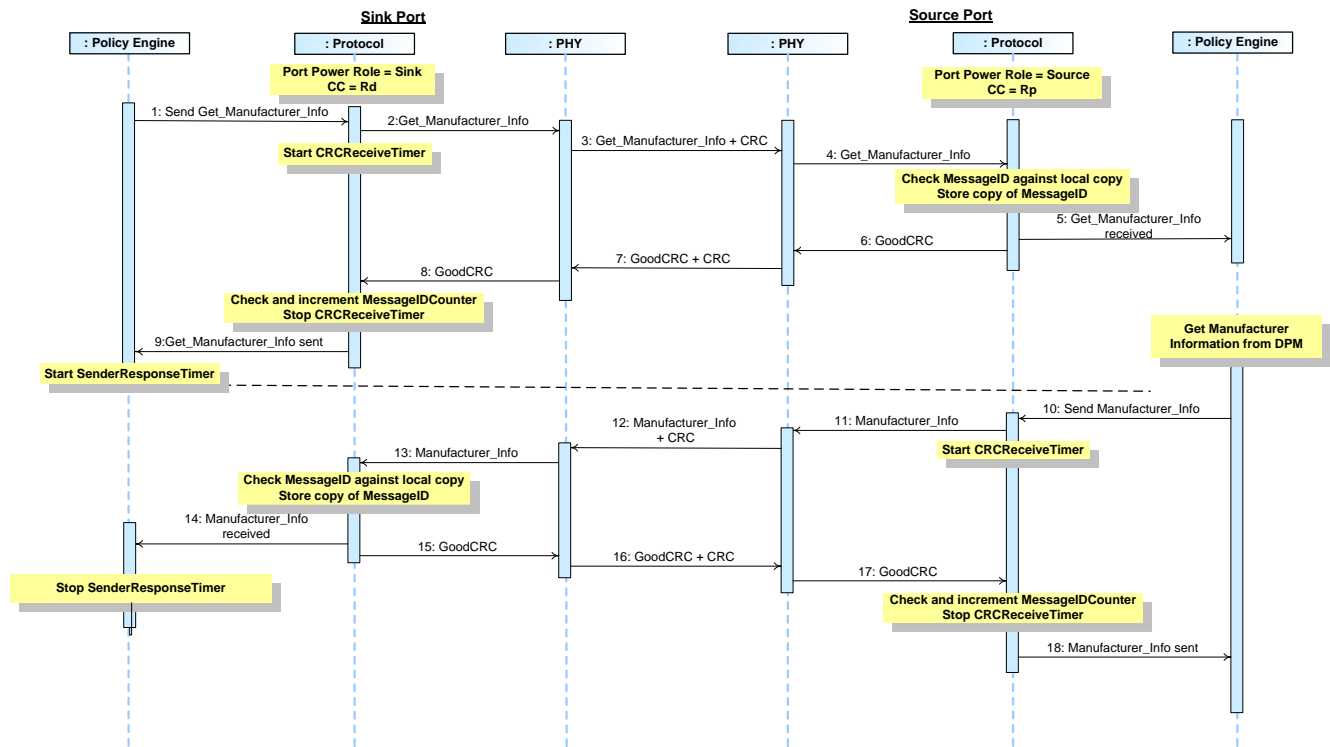 Sink Port
Source Port
: Policy Engine
: Protocol
: PHY
: PHY
: Protocol
: Policy Engine
Port Power Role = Sink
CC = Rd
Port Power Role = Source
CC = Rp
1: Send Get_Manufacturer_Info
2:Get_Manufacturer_Info
Start CRCReceiveTimer
3: Get_Manufacturer_Info + CRC
4: Get_Manufacturer_Info
Check MessageID against local copy
Store copy of MessageID
5: Get_Manufacturer_Info
received
6: GoodCRC
7: GoodCRC + CRC
8: GoodCRC
Check and increment MessageIDCounter
Stop CRCReceiveTimer
9:Get_Manufacturer_Info sent
Start SenderResponseTimer
Get Manufacturer
Information from DPM
10: Send Manufacturer_Info
11: Manufacturer_Info
Start CRCReceiveTimer
12: Manufacturer_Info
+ CRC
13: Manufacturer_Info
Check MessageID against local copy
Store copy of MessageID
14: Manufacturer_Info
received
15: GoodCRC
16: GoodCRC + CRC
17: GoodCRC
Stop SenderResponseTimer
Check and increment MessageIDCounter
Stop CRCReceiveTimer
18: Manufacturer_Info sent